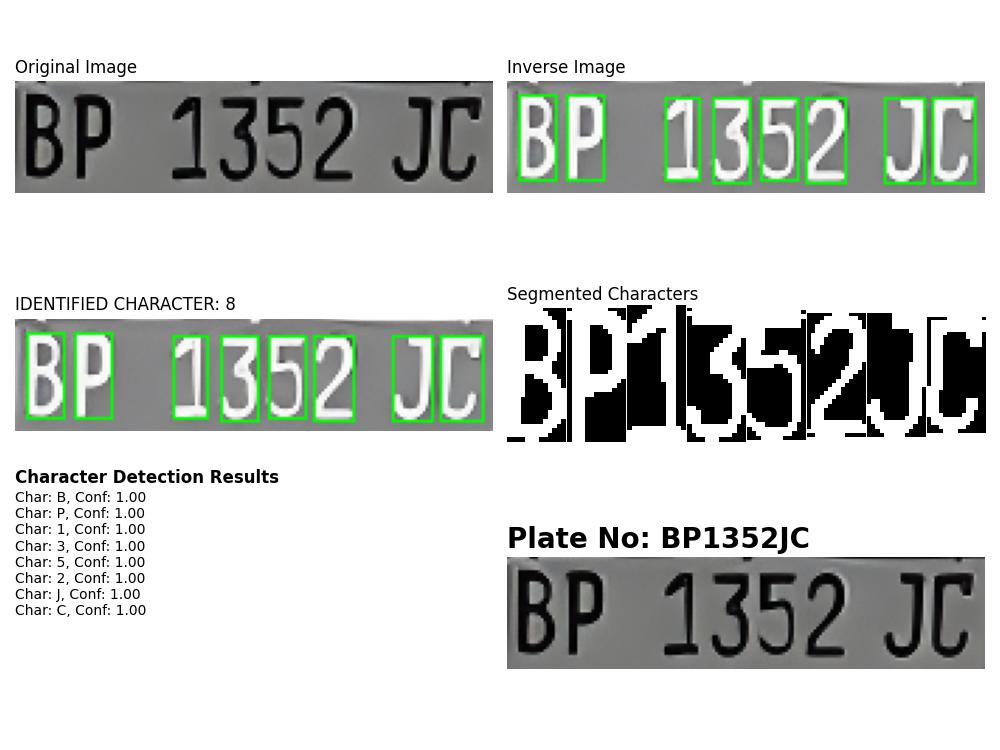 Original Image
BP 1352 JC
Inverse Image
BP 1352 JC
IDENTIFIED CHARACTER: 8
BP 1352 JC
Segmented Characters
BP1352JC
Character Detection Results
Char: B, Conf: 1.00
Char: P, Conf: 1.00
Char: 1, Conf: 1.00
Char: 3, Conf: 1.00
Char: 5, Conf: 1.00
Char: 2, Conf: 1.00
Char: J, Conf: 1.00
Char: C, Conf: 1.00
Plate No: BP1352JC
BP 1352 JC